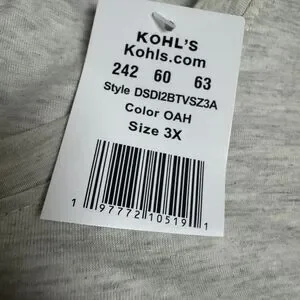 KOHL'S
Kohls.com
242 60 63
Style DSDI2BTVSZ3A
Color OAH
Size 3X
1 97772 10519 1